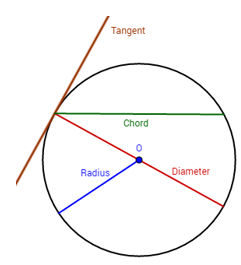 Tangent
Chord
O
Radius
Diameter